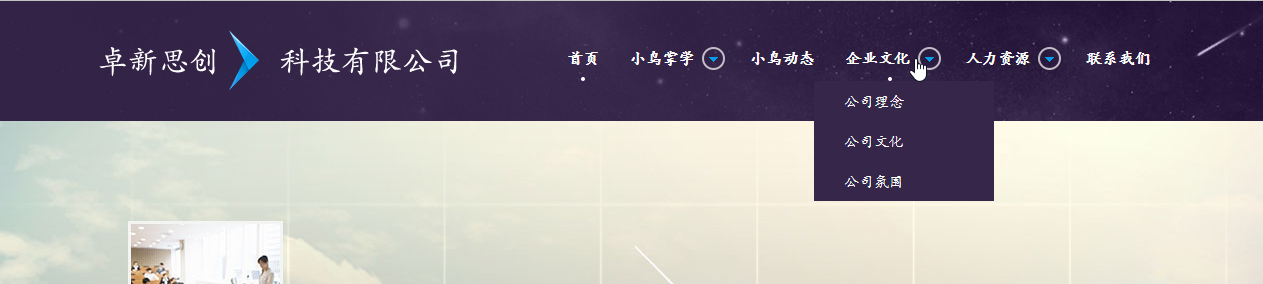 卓新思创 科技有限公司
首页 小鸟掌学 小鸟动态 企业文化 人力资源 联系我们
公司理念
公司文化
公司氛围